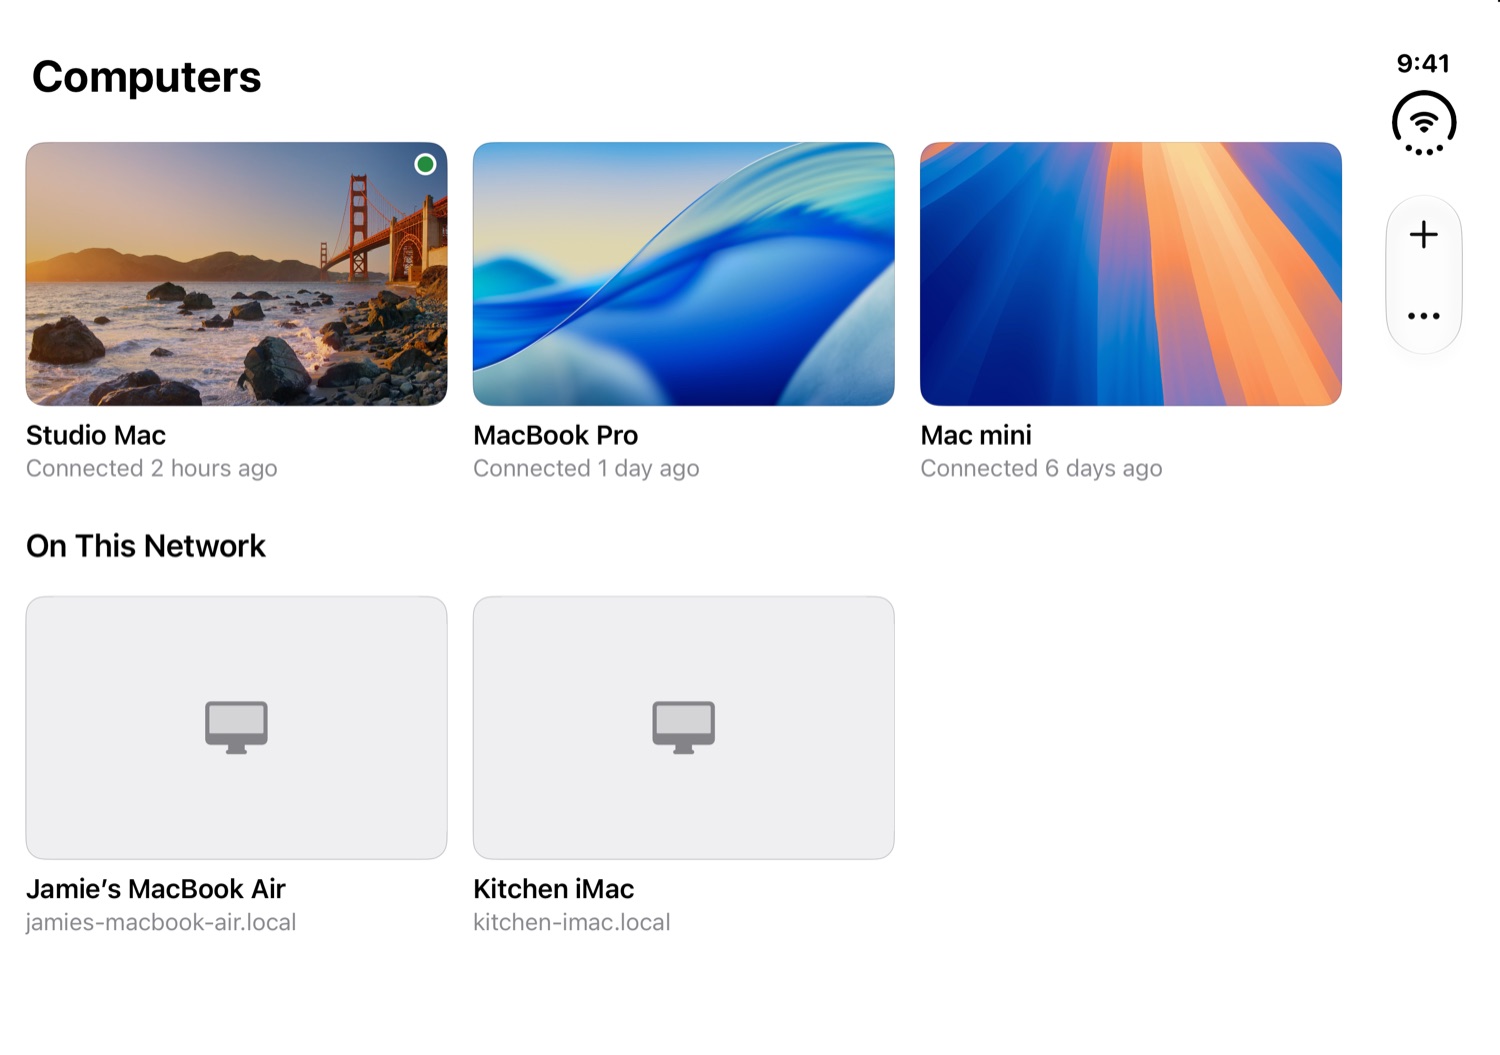 Computers
9:41
Studio Mac
Connected 2 hours ago
MacBook Pro
Connected 1 day ago
Mac mini
Connected 6 days ago
On This Network
Jamie’s MacBook Air
jamies-macbook-air.local
Kitchen iMac
kitchen-imac.local